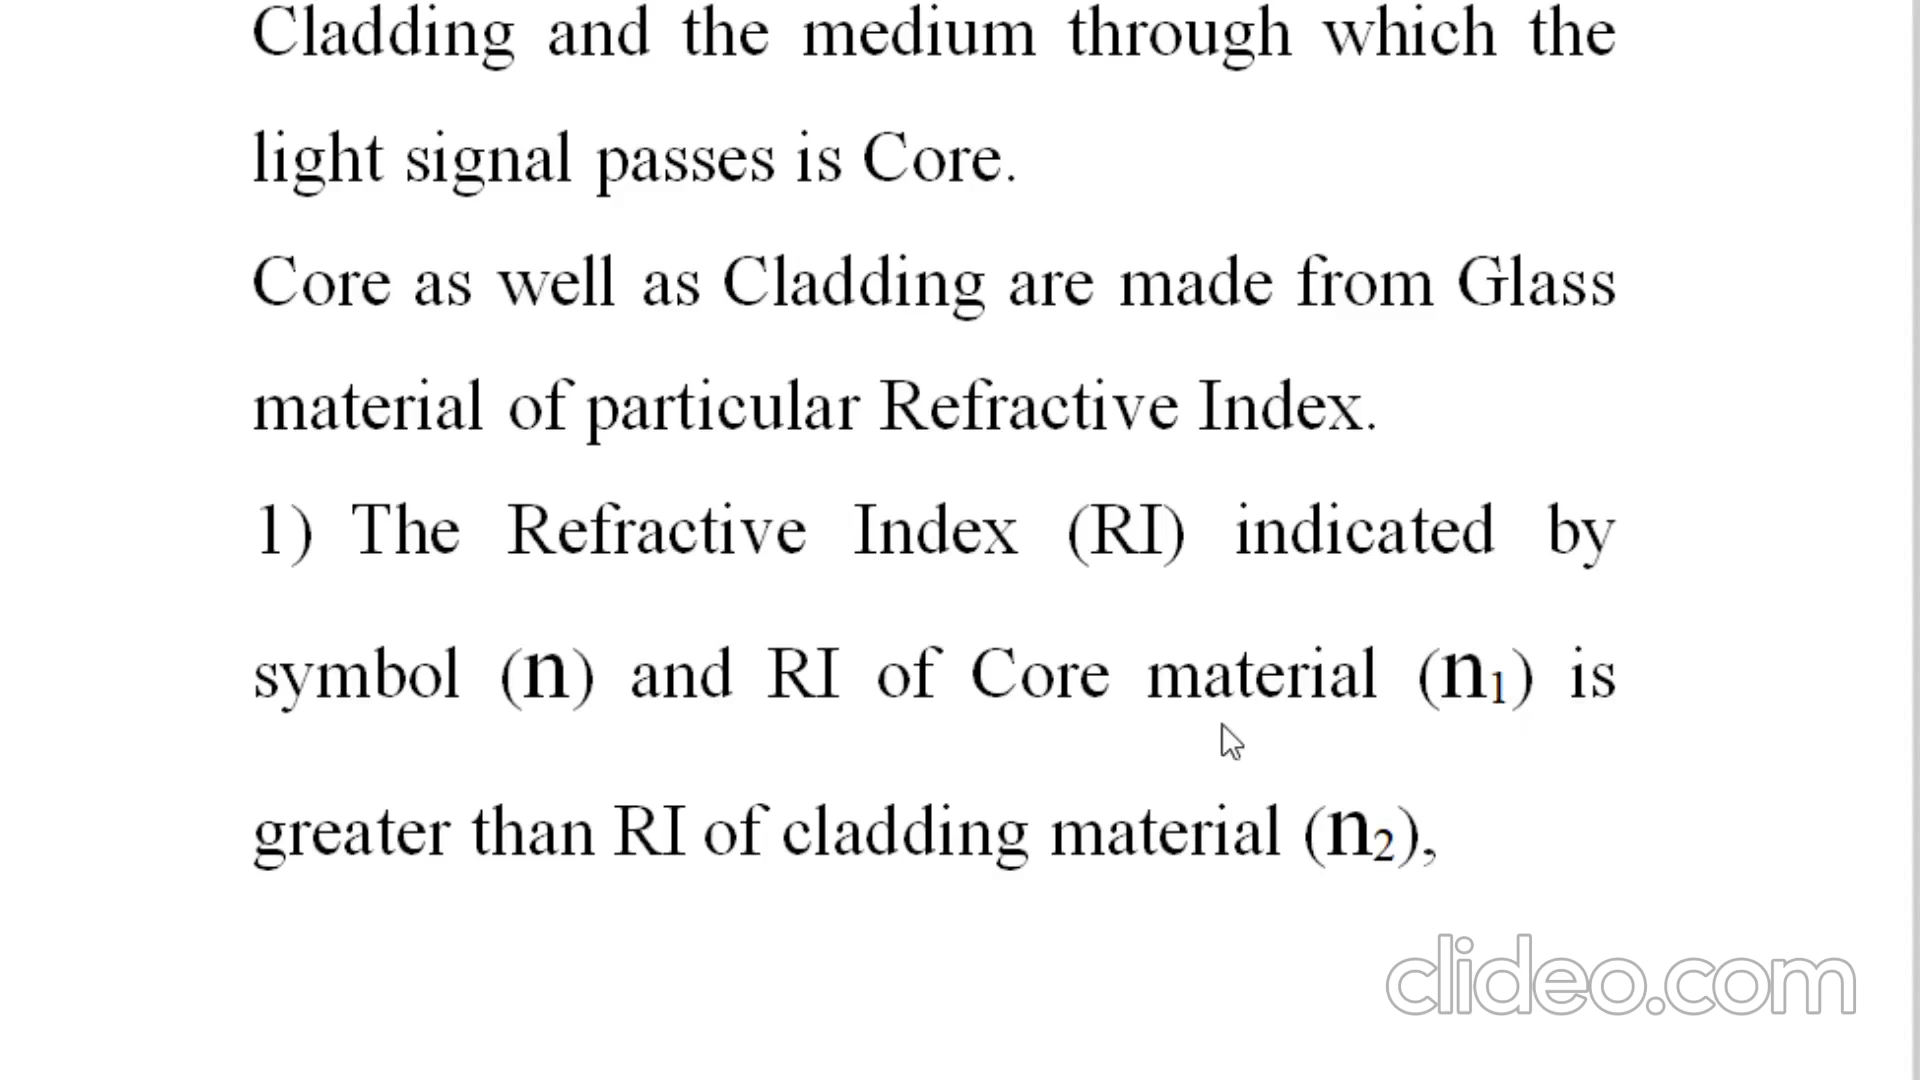 Cladding and the medium through which the
light signal passes is Core.
Core as well as Cladding are made from Glass
material of particular Refractive Index.
1) The Refractive Index (RI) indicated by
symbol (n) and RI of Core material (n₁) is
greater than RI of cladding material (n₂),
clideo.com